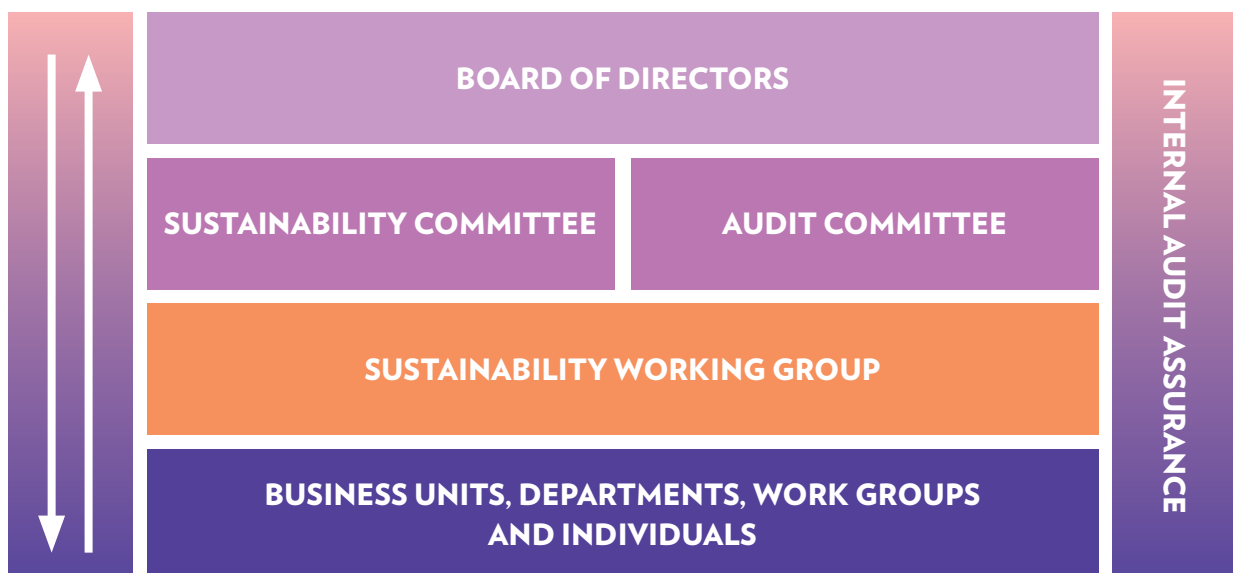 BOARD OF DIRECTORS
SUSTAINABILITY COMMITTEE
AUDIT COMMITTEE
SUSTAINABILITY WORKING GROUP
BUSINESS UNITS, DEPARTMENTS, WORK GROUPS
AND INDIVIDUALS
INTERNAL AUDIT ASSURANCE